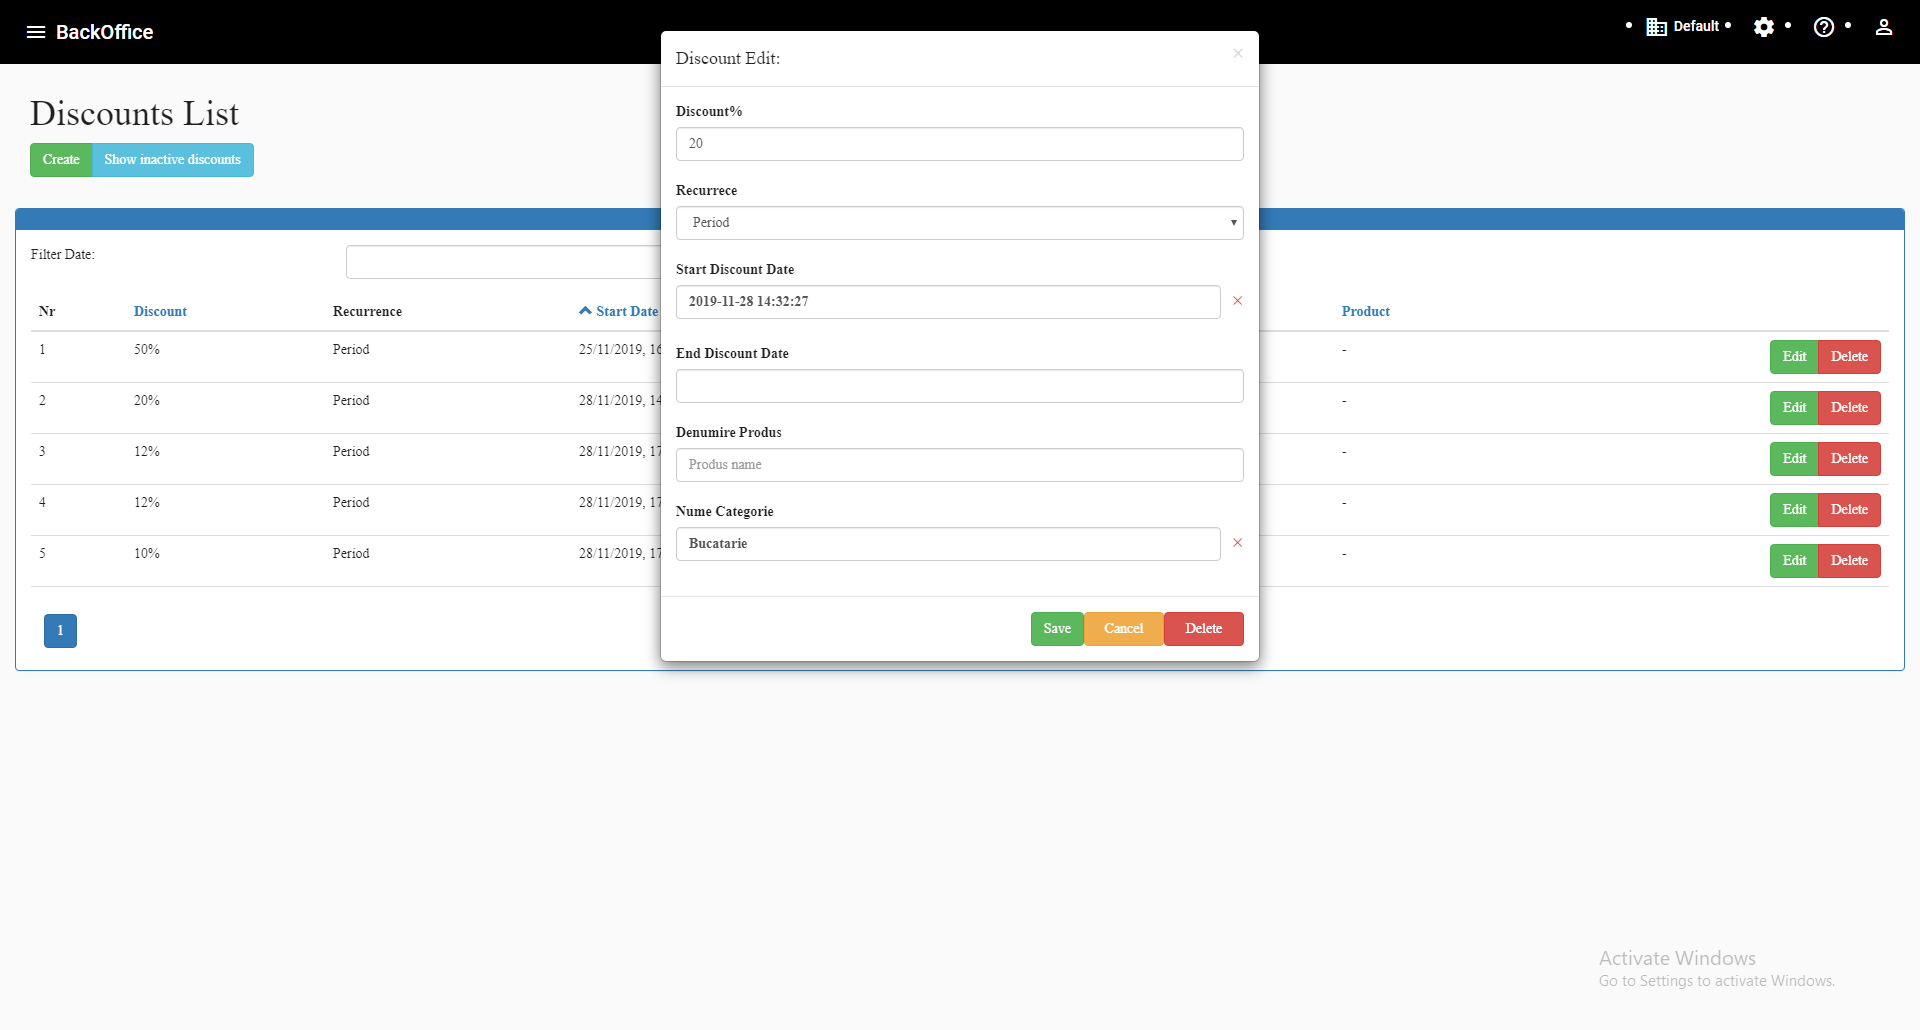 BackOffice
Default
Discounts List
Create Show inactive discounts
Filter Date:
Nr Discount Recurrence Start Date Product
1 50% Period 25/11/2019, 16 - Edit Delete
2 20% Period 28/11/2019, 14 - Edit Delete
3 12% Period 28/11/2019, 17 - Edit Delete
4 12% Period 28/11/2019, 17 - Edit Delete
5 10% Period 28/11/2019, 17 - Edit Delete
1
Discount Edit: ×
Discount%
20
Recurrece
Period
Start Discount Date
2019-11-28 14:32:27
End Discount Date
Denumire Produs
Produs name
Nume Categorie
Bucatarie
Save Cancel Delete
Activate Windows
Go to Settings to activate Windows.